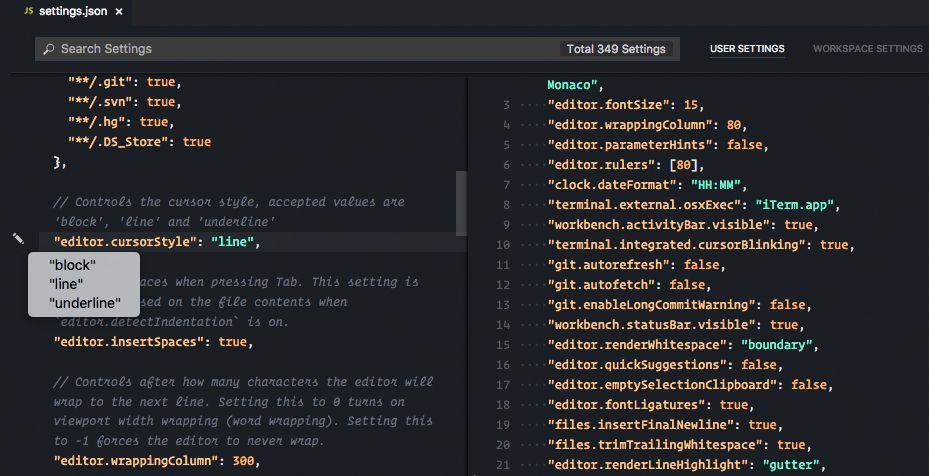 JS settings.json ×
Search Settings
Total 349 Settings
USER SETTINGS
WORKSPACE SETTINGS
"**/.git": true,
"**/.svn": true,
"**/.hg": true,
"**/.DS_Store": true
},
// Controls the cursor style, accepted values are
'block', 'line' and 'underline'
"editor.cursorStyle": "line",
"block"
"line"
"underline"
aces when pressing Tab. This setting is
sed on the file contents when
`editor.detectIndentation` is on.
"editor.insertSpaces": true,
// Controls after how many characters the editor will
wrap to the next line. Setting this to 0 turns on
viewport width wrapping (word wrapping). Setting this
to -1 forces the editor to never wrap.
"editor.wrappingColumn": 300,
Monaco",
3 "editor.fontSize": 15,
4 "editor.wrappingColumn": 80,
5 "editor.parameterHints": false,
6 "editor.rulers": [80],
7 "clock.dateFormat": "HH:MM",
8 "terminal.external.osxExec": "iTerm.app",
9 "workbench.activityBar.visible": true,
10 "terminal.integrated.cursorBlinking": true,
11 "git.autorefresh": false,
12 "git.autofetch": false,
13 "git.enableLongCommitWarning": false,
14 "workbench.statusBar.visible": true,
15 "editor.renderWhitespace": "boundary",
16 "editor.quickSuggestions": false,
17 "editor.emptySelectionClipboard": false,
18 "editor.fontLigatures": true,
19 "files.insertFinalNewline": true,
20 "files.trimTrailingWhitespace": true,
21 "editor.renderLineHighlight": "gutter",